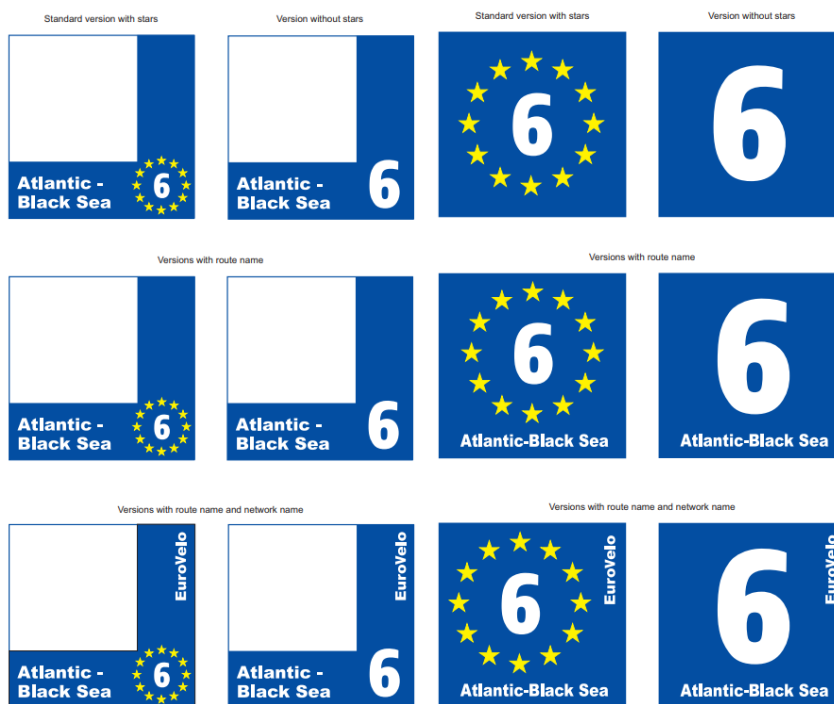 Standard version with stars
Version without stars
Standard version with stars
Version without stars
Atlantic -
Black Sea
6
Atlantic -
Black Sea
6
6
6
Versions with route name
Versions with route name
Atlantic -
Black Sea
6
Atlantic -
Black Sea
6
6
Atlantic-Black Sea
6
Atlantic-Black Sea
Versions with route name and network name
Versions with route name and network name
EuroVelo
Atlantic -
Black Sea
6
EuroVelo
Atlantic -
Black Sea
6
EuroVelo
6
Atlantic-Black Sea
EuroVelo
6
Atlantic-Black Sea